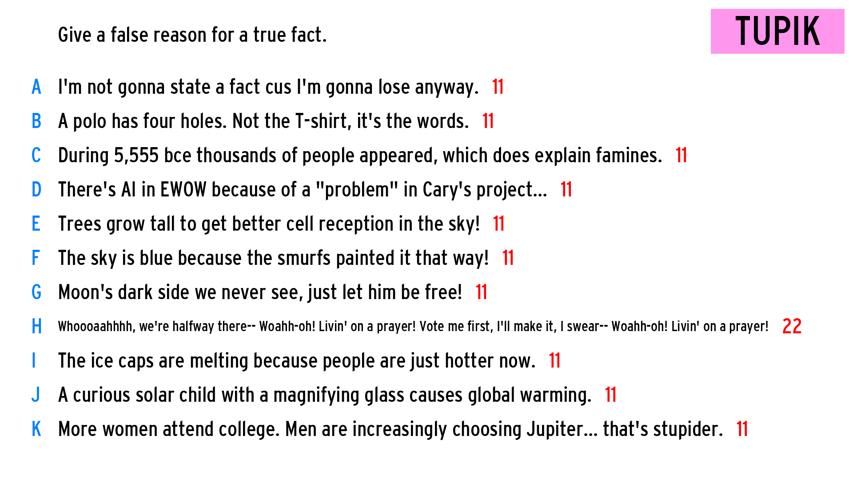 Give a false reason for a true fact.
TUPIK
A I'm not gonna state a fact cus I'm gonna lose anyway. 11
B A polo has four holes. Not the T-shirt, it's the words. 11
C During 5,555 bce thousands of people appeared, which does explain famines. 11
D There's AI in EWOW because of a "problem" in Cary's project... 11
E Trees grow tall to get better cell reception in the sky! 11
F The sky is blue because the smurfs painted it that way! 11
G Moon's dark side we never see, just let him be free! 11
H Whoooaahhhh, we're halfway there-- Woahh-oh! Livin' on a prayer! Vote me first, I'll make it, I swear-- Woahh-oh! Livin' on a prayer! 22
I The ice caps are melting because people are just hotter now. 11
J A curious solar child with a magnifying glass causes global warming. 11
K More women attend college. Men are increasingly choosing Jupiter... that's stupider. 11